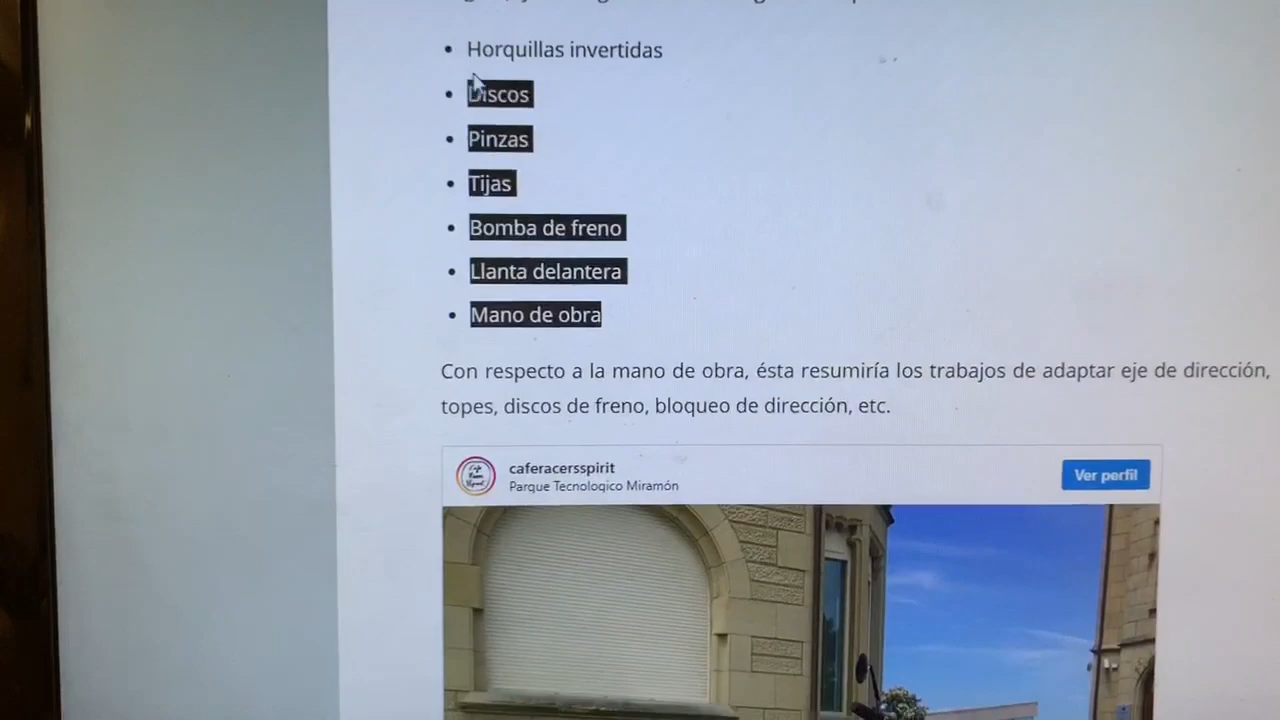 Horquillas invertidas
Discos
Pinzas
Tijas
Bomba de freno
Llanta delantera
Mano de obra
Con respecto a la mano de obra, ésta resumiría los trabajos de adaptar eje de dirección,
topes, discos de freno, bloqueo de dirección, etc.
caferacersspirit
Ver perfil
Parque Tecnologico Miramón